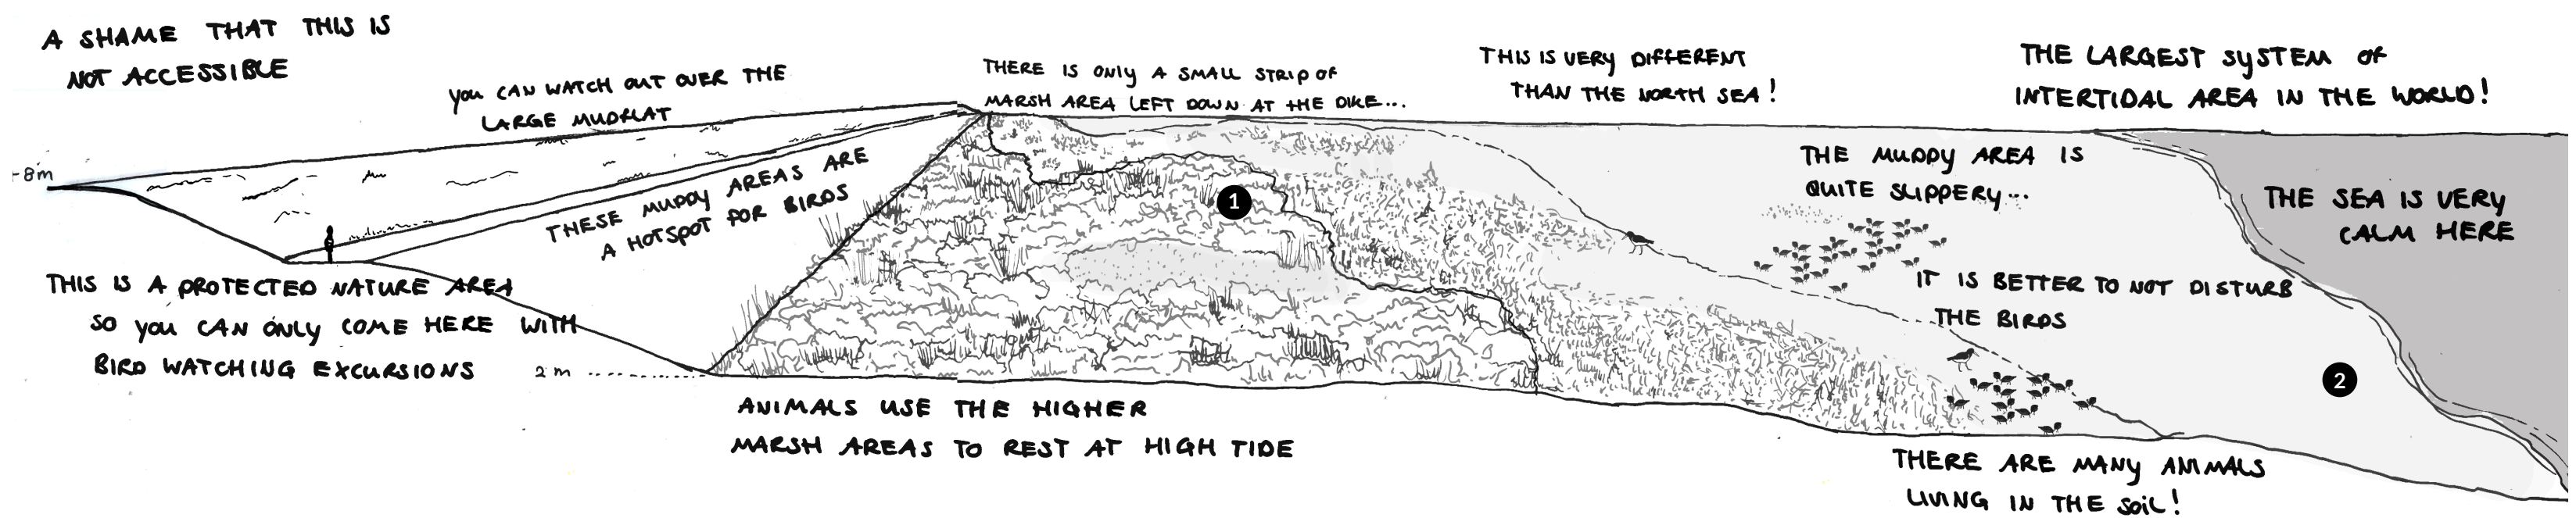 A SHAME THAT THIS IS
NOT ACCESSIBLE
YOU CAN WATCH OUT OVER THE
LARGE MUDFLAT
THERE IS ONLY A SMALL STRIP OF
MARSH AREA LEFT DOWN AT THE DIKE...
THIS IS VERY DIFFERENT
THAN THE NORTH SEA!
THE LARGEST SYSTEM OF
INTERTIDAL AREA IN THE WORLD!
+8m
THESE MUDDY AREAS ARE
A HOTSPOT FOR BIRDS
1
THE MUDDY AREA IS
QUITE SLIPPERY...
THE SEA IS VERY
CALM HERE
THIS IS A PROTECTED NATURE AREA
SO YOU CAN ONLY COME HERE WITH
BIRD WATCHING EXCURSIONS
2 m
IT IS BETTER TO NOT DISTURB
THE BIRDS
2
ANIMALS USE THE HIGHER
MARSH AREAS TO REST AT HIGH TIDE
THERE ARE MANY ANIMALS
LIVING IN THE SOIL!